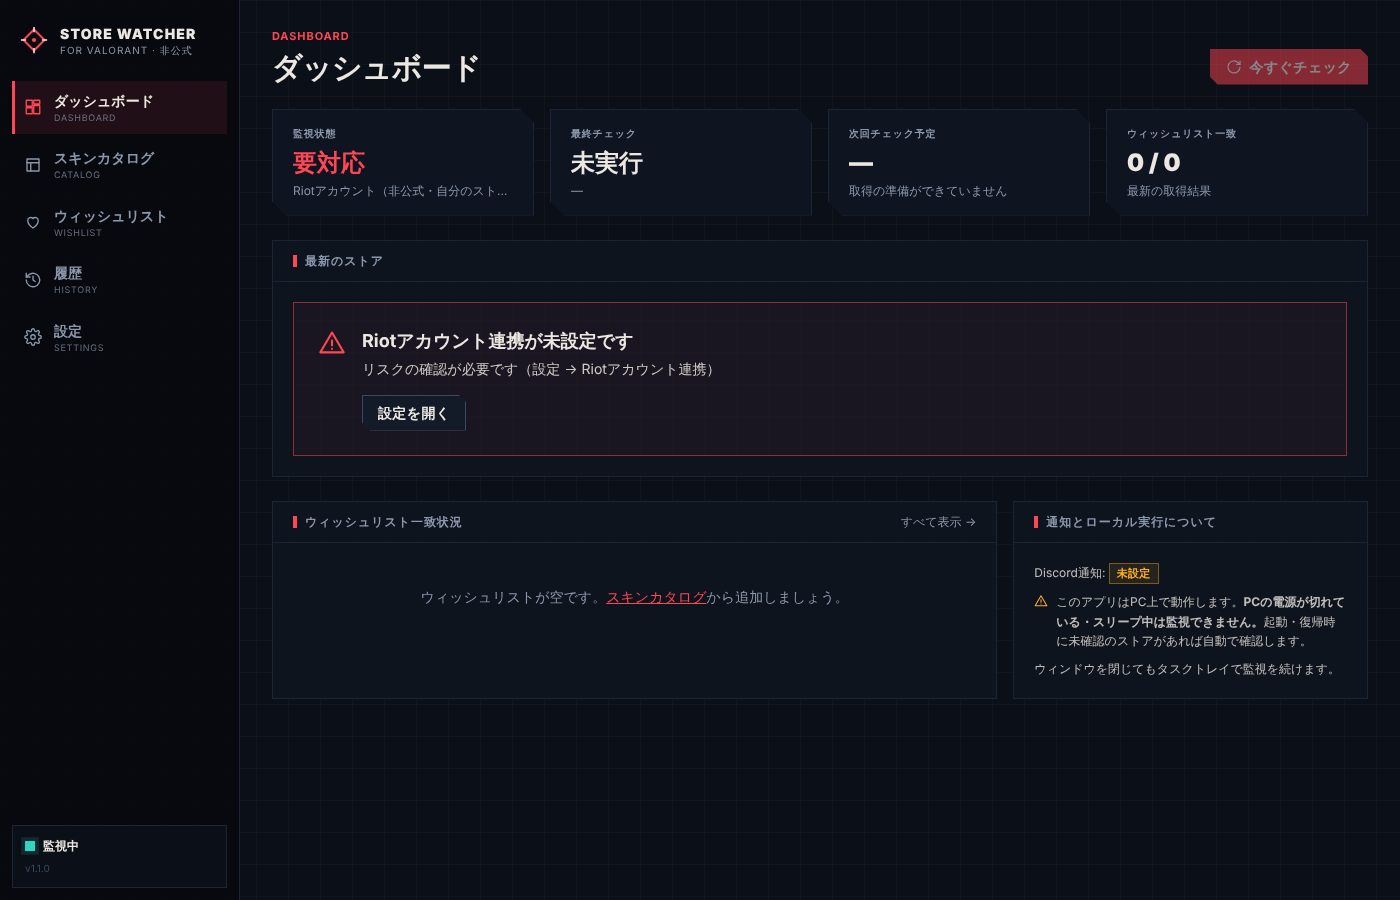 STORE WATCHER
FOR VALORANT · 非公式
ダッシュボード
DASHBOARD
スキンカタログ
CATALOG
ウィッシュリスト
WISHLIST
履歴
HISTORY
設定
SETTINGS
監視中
v1.1.0
DASHBOARD
ダッシュボード
今すぐチェック
監視状態
要対応
Riotアカウント（非公式・自分のスト...
最終チェック
未実行
—
次回チェック予定
—
取得の準備ができていません
ウィッシュリスト一致
0 / 0
最新の取得結果
最新のストア
Riotアカウント連携が未設定です
リスクの確認が必要です（設定 → Riotアカウント連携）
設定を開く
ウィッシュリスト一致状況
すべて表示 →
ウィッシュリストが空です。スキンカタログから追加しましょう。
通知とローカル実行について
Discord通知: 未設定
このアプリはPC上で動作します。PCの電源が切れて
いる・スリープ中は監視できません。起動・復帰時
に未確認のストアがあれば自動で確認します。
ウィンドウを閉じてもタスクトレイで監視を続けます。